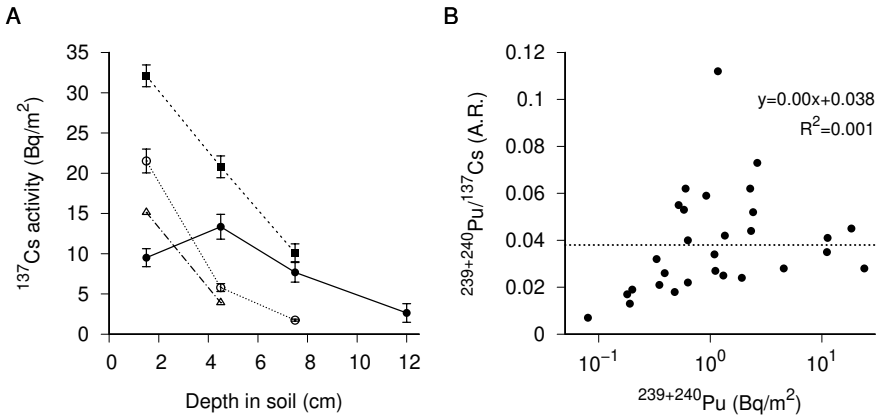 A
35
30
25
20
15
10
5
0
¹³⁷Cs activity (Bq/m²)
0 2 4 6 8 10 12
Depth in soil (cm)
B
0.12
0.1
0.08
0.06
0.04
0.02
0
²³⁹⁺²⁴⁰Pu/¹³⁷Cs (A.R.)
y=0.00x+0.038
R²=0.001
10⁻¹ 10⁰ 10¹
²³⁹⁺²⁴⁰Pu (Bq/m²)